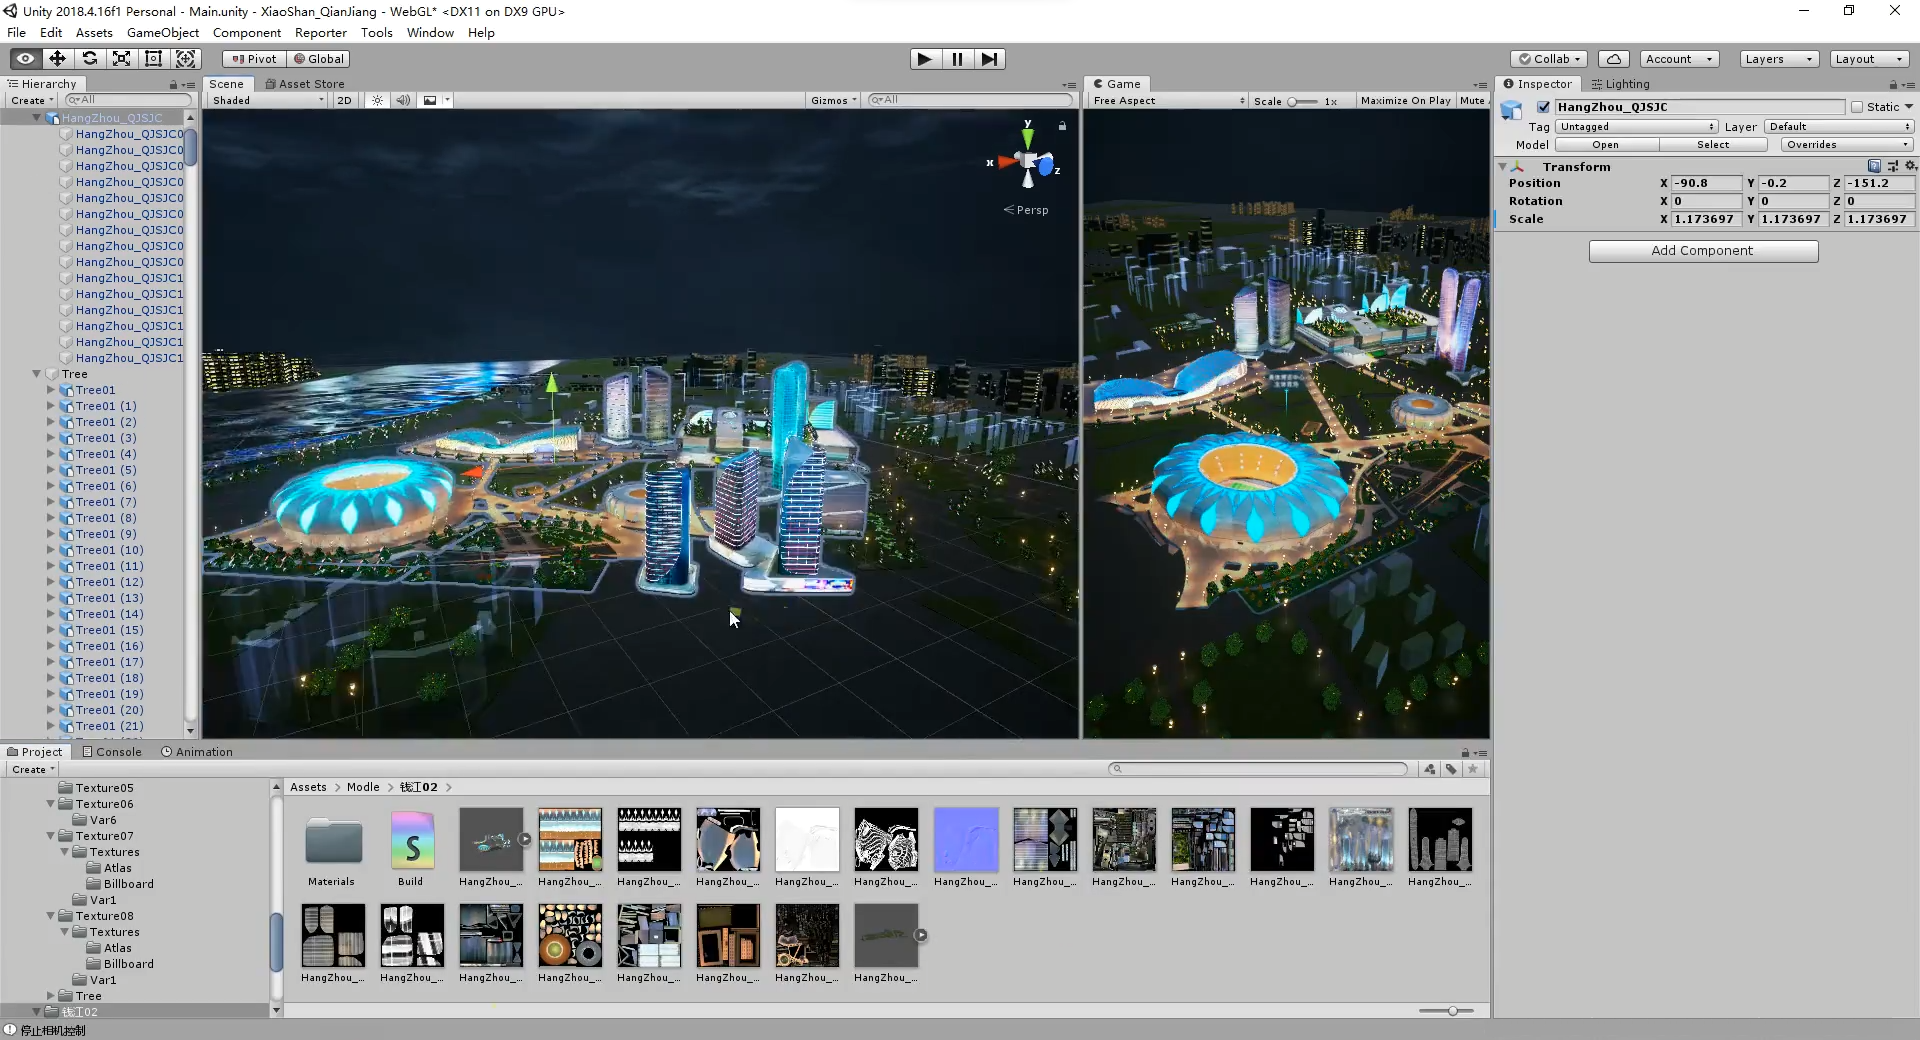 Unity 2018.4.16f1 Personal - Main.unity - XiaoShan_QianJiang - WebGL* <DX11 on DX9 GPU>
File Edit Assets GameObject Component Reporter Tools Window Help
Pivot Global Collab Account Layers Layout
Hierarchy
Create All
HangZhou_QJSJC
HangZhou_QJSJC0
HangZhou_QJSJC0
HangZhou_QJSJC0
HangZhou_QJSJC0
HangZhou_QJSJC0
HangZhou_QJSJC0
HangZhou_QJSJC0
HangZhou_QJSJC0
HangZhou_QJSJC0
HangZhou_QJSJC1
HangZhou_QJSJC1
HangZhou_QJSJC1
HangZhou_QJSJC1
HangZhou_QJSJC1
HangZhou_QJSJC1
Tree
Tree01
Tree01 (1)
Tree01 (2)
Tree01 (3)
Tree01 (4)
Tree01 (5)
Tree01 (6)
Tree01 (7)
Tree01 (8)
Tree01 (9)
Tree01 (10)
Tree01 (11)
Tree01 (12)
Tree01 (13)
Tree01 (14)
Tree01 (15)
Tree01 (16)
Tree01 (17)
Tree01 (18)
Tree01 (19)
Tree01 (20)
Tree01 (21)
Scene Asset Store
Shaded 2D Gizmos All
y
x
z
Persp
Game
Free Aspect Scale 1x Maximize On Play Mute
Inspector Lighting
HangZhou_QJSJC Static
Tag Untagged Layer Default
Model Open Select Overrides
Transform
Position X -90.8 Y -0.2 Z -151.2
Rotation X 0 Y 0 Z 0
Scale X 1.173697 Y 1.173697 Z 1.173697
Add Component
Project Console Animation
Create
Texture05
Texture06
Var6
Texture07
Textures
Atlas
Billboard
Var1
Texture08
Textures
Atlas
Billboard
Var1
Tree
钱江02
Assets > Modle > 钱江02 >
Materials Build HangZhou_... HangZhou_... HangZhou_... HangZhou_... HangZhou_... HangZhou_... HangZhou_... HangZhou_... HangZhou_... HangZhou_... HangZhou_... HangZhou_... HangZhou_...
HangZhou_... HangZhou_... HangZhou_... HangZhou_... HangZhou_... HangZhou_... HangZhou_... HangZhou_...
停止相机控制